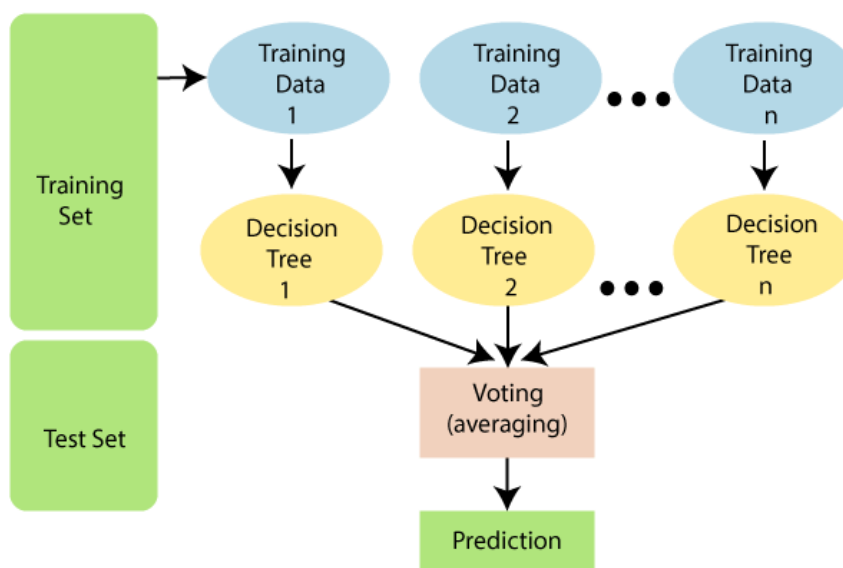 Training
Set
Test Set
Training
Data
1
Training
Data
2
Training
Data
n
Decision
Tree
1
Decision
Tree
2
Decision
Tree
n
Voting
(averaging)
Prediction